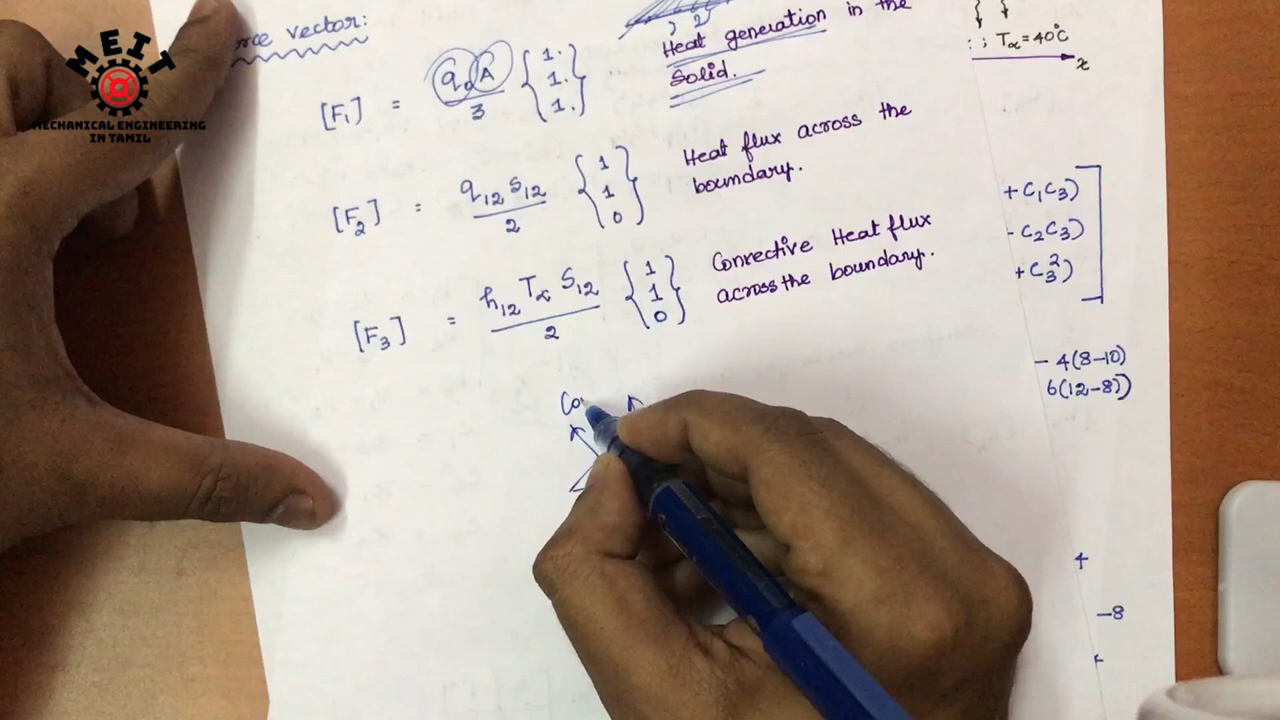 MEIT
MECHANICAL ENGINEERING
IN TAMIL
vector:
[F₁] = q₀A/3 {1. 1. 1.}
Heat generation in the
Solid.
[F₂] = q₁₂ S₁₂/2 {1 1 0}
Heat flux across the
boundary.
[F₃] = h₁₂ T∝ S₁₂/2 {1 1 0}
Convective Heat flux
across the boundary.
; T∝ = 40°C
x
+ C₁C₃)
- C₂C₃)
+ C₃²)
- 4(8-10)
6(12-8))
4
-8